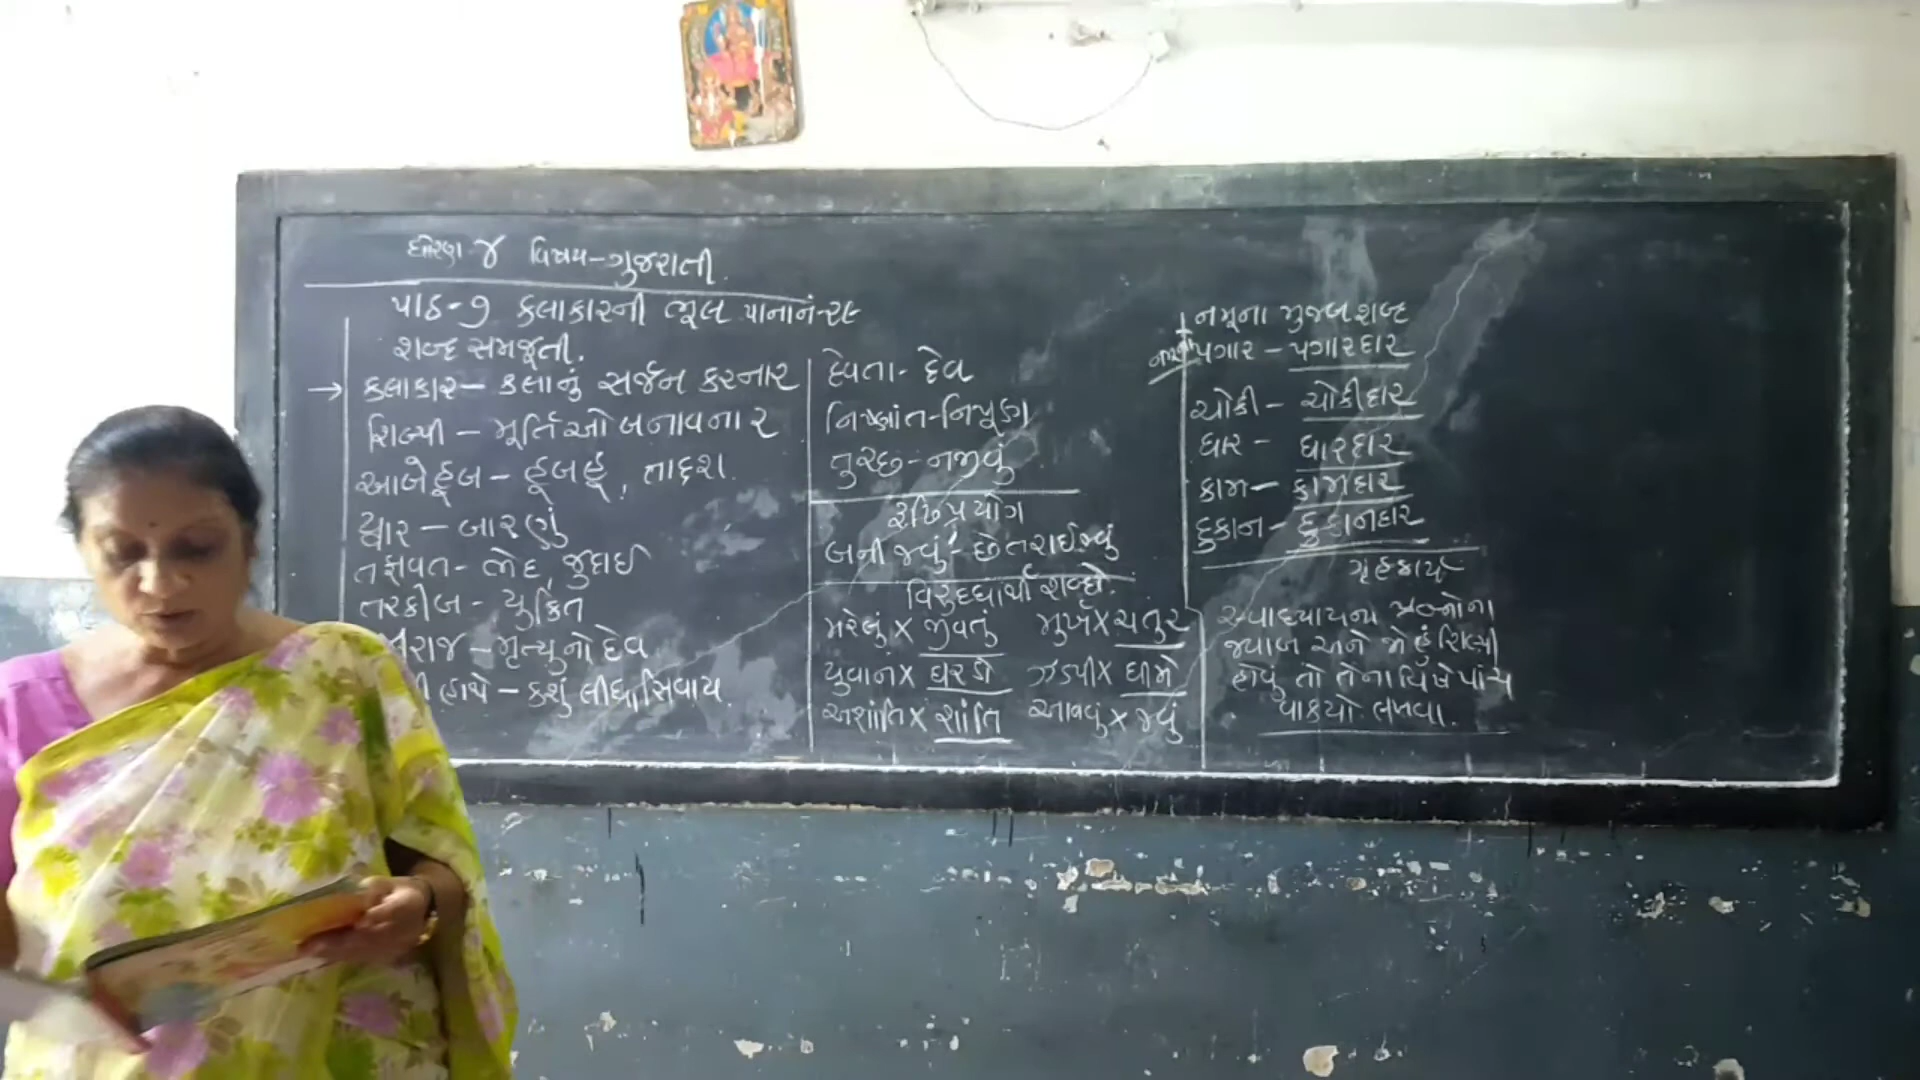 ધોરણ ૪ વિષય-ગુજરાતી.
પાઠ-૭ કલાકારની ભૂલ પાનાનં-૨૯
શબ્દ સમજૂતી.
→ કલાકાર - કલાનું સર્જન કરનાર
શિલ્પી - મૂર્તિઓ બનાવનાર
આબેહૂબ - હૂબહૂ, તાદૃશ.
દ્વાર - બારણું
તફાવત - ભેદ, જુદાઈ
તરકીબ - યુકિત
રાજ - મૃત્યુનો દેવ
હાથે - કશું લીધા સિવાય.
દેવતા - દેવ
નિષ્ણાંત - નિપૂણ
તુચ્છ - નજીવું
રૂઢિપ્રયોગ
બની જવું - છેતરાઈ જવું
વિરુદ્ધાર્થી શબ્દો.
મરેલું X જીવતું મુર્ખ X ચતુર
યુવાન X ઘરડો ઝડપી X ધીમે
અશાંતિ X શાંતિ આવવું X જવું
નમૂના મુજબ શબ્દ
પગાર - પગારદાર
ચોકી - ચોકીદાર
ધાર - ધારદાર
કામ - કામદાર
દુકાન - દુકાનદાર
ગૃહકાર્ય
સ્વાધ્યાયના પ્રશ્નોના
જવાબ અને જો હું શિલ્પી
હોવું તો તેના વિષે પાંચ
વાકયો લખવા.